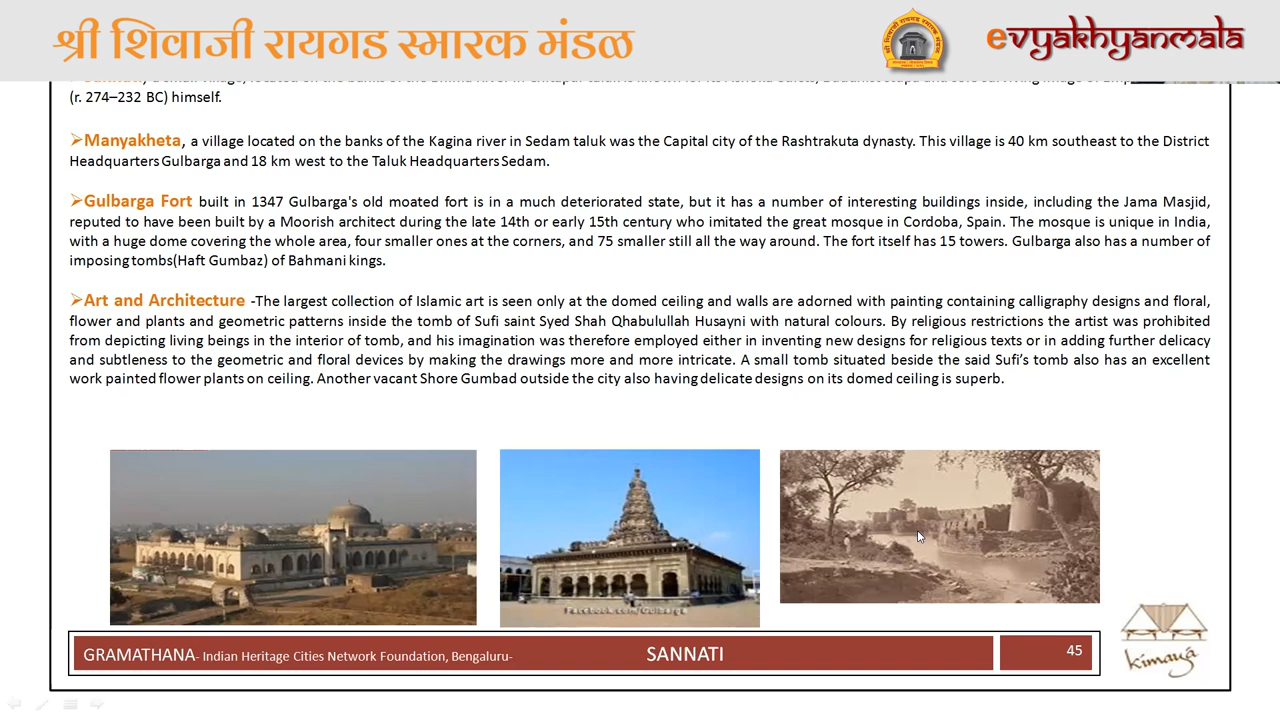 श्री शिवाजी रायगड स्मारक मंडळ
evyakhyanmala
(r. 274–232 BC) himself.
➢Manyakheta, a village located on the banks of the Kagina river in Sedam taluk was the Capital city of the Rashtrakuta dynasty. This village is 40 km southeast to the District
Headquarters Gulbarga and 18 km west to the Taluk Headquarters Sedam.
➢Gulbarga Fort built in 1347 Gulbarga's old moated fort is in a much deteriorated state, but it has a number of interesting buildings inside, including the Jama Masjid,
reputed to have been built by a Moorish architect during the late 14th or early 15th century who imitated the great mosque in Cordoba, Spain. The mosque is unique in India,
with a huge dome covering the whole area, four smaller ones at the corners, and 75 smaller still all the way around. The fort itself has 15 towers. Gulbarga also has a number of
imposing tombs(Haft Gumbaz) of Bahmani kings.
➢Art and Architecture -The largest collection of Islamic art is seen only at the domed ceiling and walls are adorned with painting containing calligraphy designs and floral,
flower and plants and geometric patterns inside the tomb of Sufi saint Syed Shah Qhabulullah Husayni with natural colours. By religious restrictions the artist was prohibited
from depicting living beings in the interior of tomb, and his imagination was therefore employed either in inventing new designs for religious texts or in adding further delicacy
and subtleness to the geometric and floral devices by making the drawings more and more intricate. A small tomb situated beside the said Sufi's tomb also has an excellent
work painted flower plants on ceiling. Another vacant Shore Gumbad outside the city also having delicate designs on its domed ceiling is superb.
Facebook.com/Gulbarga
GRAMATHANA- Indian Heritage Cities Network Foundation, Bengaluru- SANNATI 45
kimaya